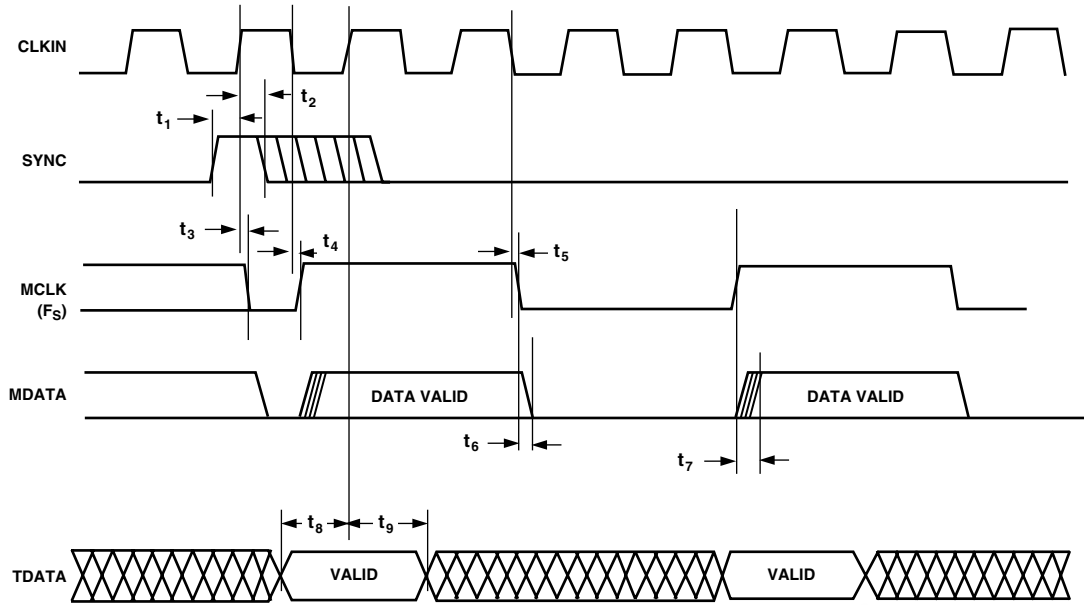 CLKIN
t2
t1
SYNC
t3
t4
t5
MCLK
(FS)
MDATA
DATA VALID
DATA VALID
t6
t7
t8
t9
TDATA
VALID
VALID